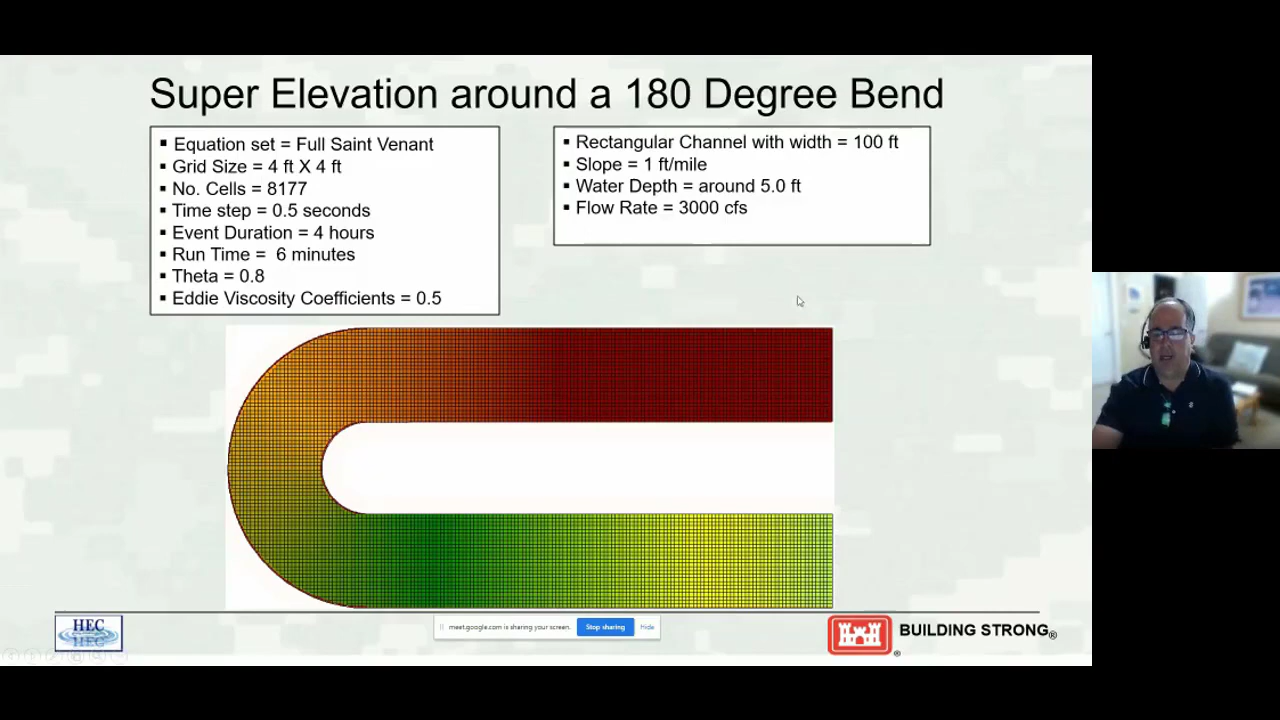 Super Elevation around a 180 Degree Bend
▪ Equation set = Full Saint Venant
▪ Grid Size = 4 ft X 4 ft
▪ No. Cells = 8177
▪ Time step = 0.5 seconds
▪ Event Duration = 4 hours
▪ Run Time =  6 minutes
▪ Theta = 0.8
▪ Eddie Viscosity Coefficients = 0.5
▪ Rectangular Channel with width = 100 ft
▪ Slope = 1 ft/mile
▪ Water Depth = around 5.0 ft
▪ Flow Rate = 3000 cfs
HEC
meet.google.com is sharing your screen.
Stop sharing
Hide
BUILDING STRONG®
®